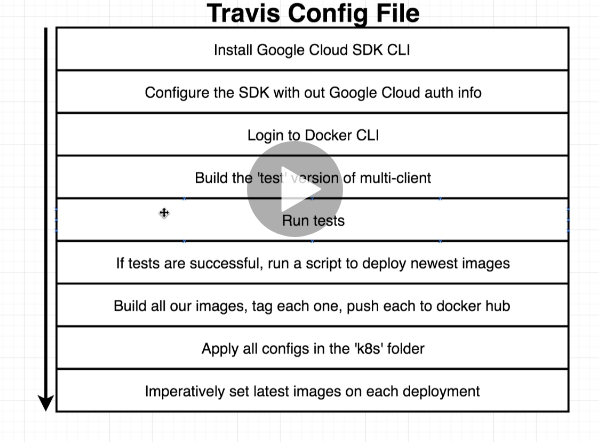 Travis Config File
Install Google Cloud SDK CLI
Configure the SDK with out Google Cloud auth info
Login to Docker CLI
Build the 'test' version of multi-client
Run tests
If tests are successful, run a script to deploy newest images
Build all our images, tag each one, push each to docker hub
Apply all configs in the 'k8s' folder
Imperatively set latest images on each deployment